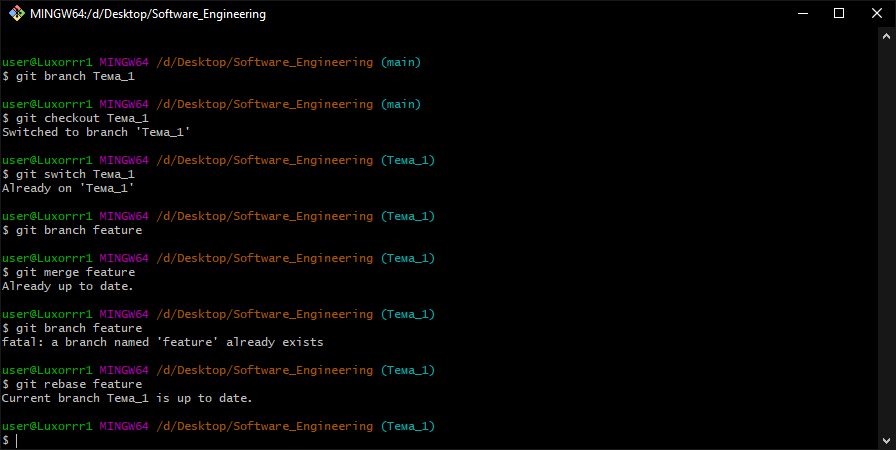 MINGW64:/d/Desktop/Software_Engineering
user@Luxorrr1 MINGW64 /d/Desktop/Software_Engineering (main)
$ git branch Тема_1
user@Luxorrr1 MINGW64 /d/Desktop/Software_Engineering (main)
$ git checkout Тема_1
Switched to branch 'Тема_1'
user@Luxorrr1 MINGW64 /d/Desktop/Software_Engineering (Тема_1)
$ git switch Тема_1
Already on 'Тема_1'
user@Luxorrr1 MINGW64 /d/Desktop/Software_Engineering (Тема_1)
$ git branch feature
user@Luxorrr1 MINGW64 /d/Desktop/Software_Engineering (Тема_1)
$ git merge feature
Already up to date.
user@Luxorrr1 MINGW64 /d/Desktop/Software_Engineering (Тема_1)
$ git branch feature
fatal: a branch named 'feature' already exists
user@Luxorrr1 MINGW64 /d/Desktop/Software_Engineering (Тема_1)
$ git rebase feature
Current branch Тема_1 is up to date.
user@Luxorrr1 MINGW64 /d/Desktop/Software_Engineering (Тема_1)
$